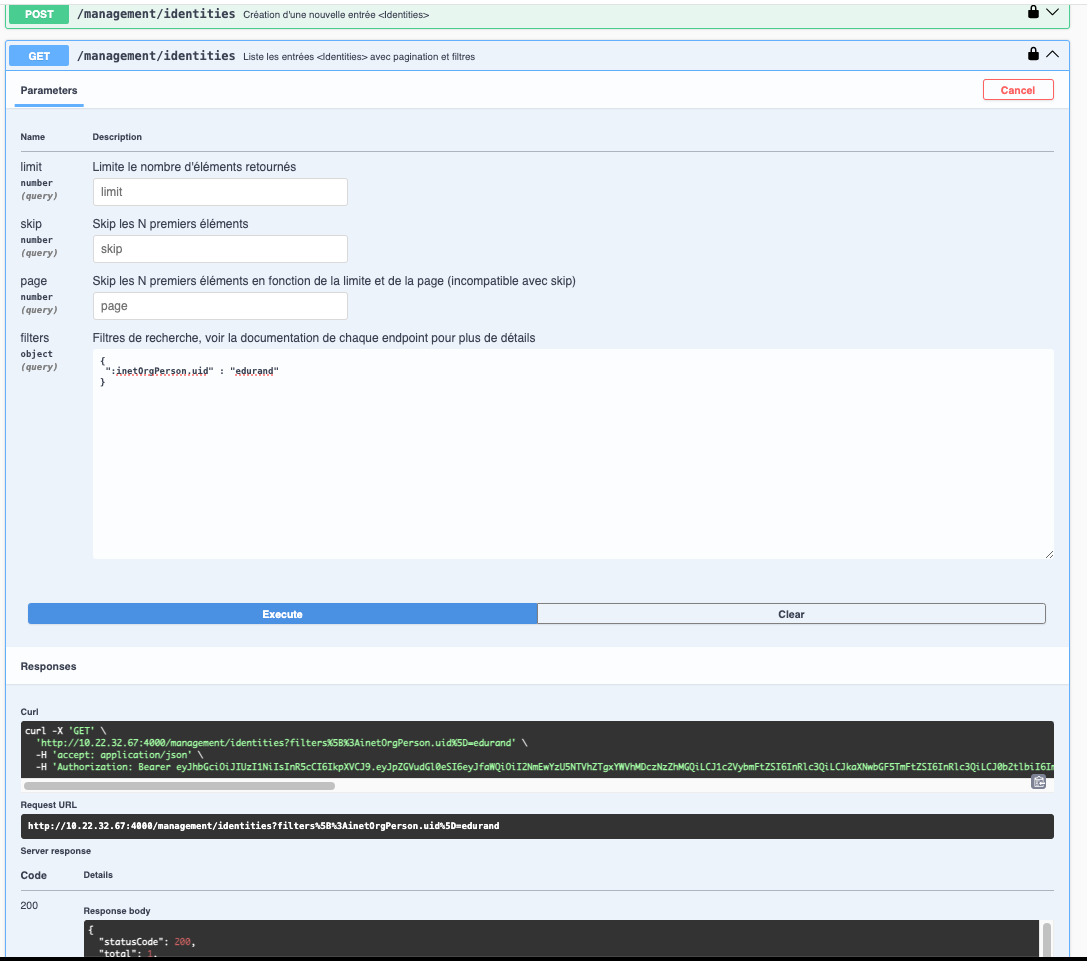 POST /management/identities Création d'une nouvelle entrée <Identities>
GET /management/identities Liste les entrées <Identities> avec pagination et filtres
Parameters
Cancel
Name Description
limit Limite le nombre d'éléments retournés
number
(query)
limit
skip Skip les N premiers éléments
number
(query)
skip
page Skip les N premiers éléments en fonction de la limite et de la page (incompatible avec skip)
number
(query)
page
filters Filtres de recherche, voir la documentation de chaque endpoint pour plus de détails
object
(query)
{
":inetOrgPerson.uid" : "edurand"
}
Execute Clear
Responses
Curl
curl -X 'GET' \
'http://10.22.32.67:4000/management/identities?filters%5B%3AinetOrgPerson.uid%5D=edurand' \
-H 'accept: application/json' \
-H 'Authorization: Bearer
Request URL
http://10.22.32.67:4000/management/identities?filters%5B%3AinetOrgPerson.uid%5D=edurand
Server response
Code Details
200
Response body
{
"statusCode": 200,
"total": 1,